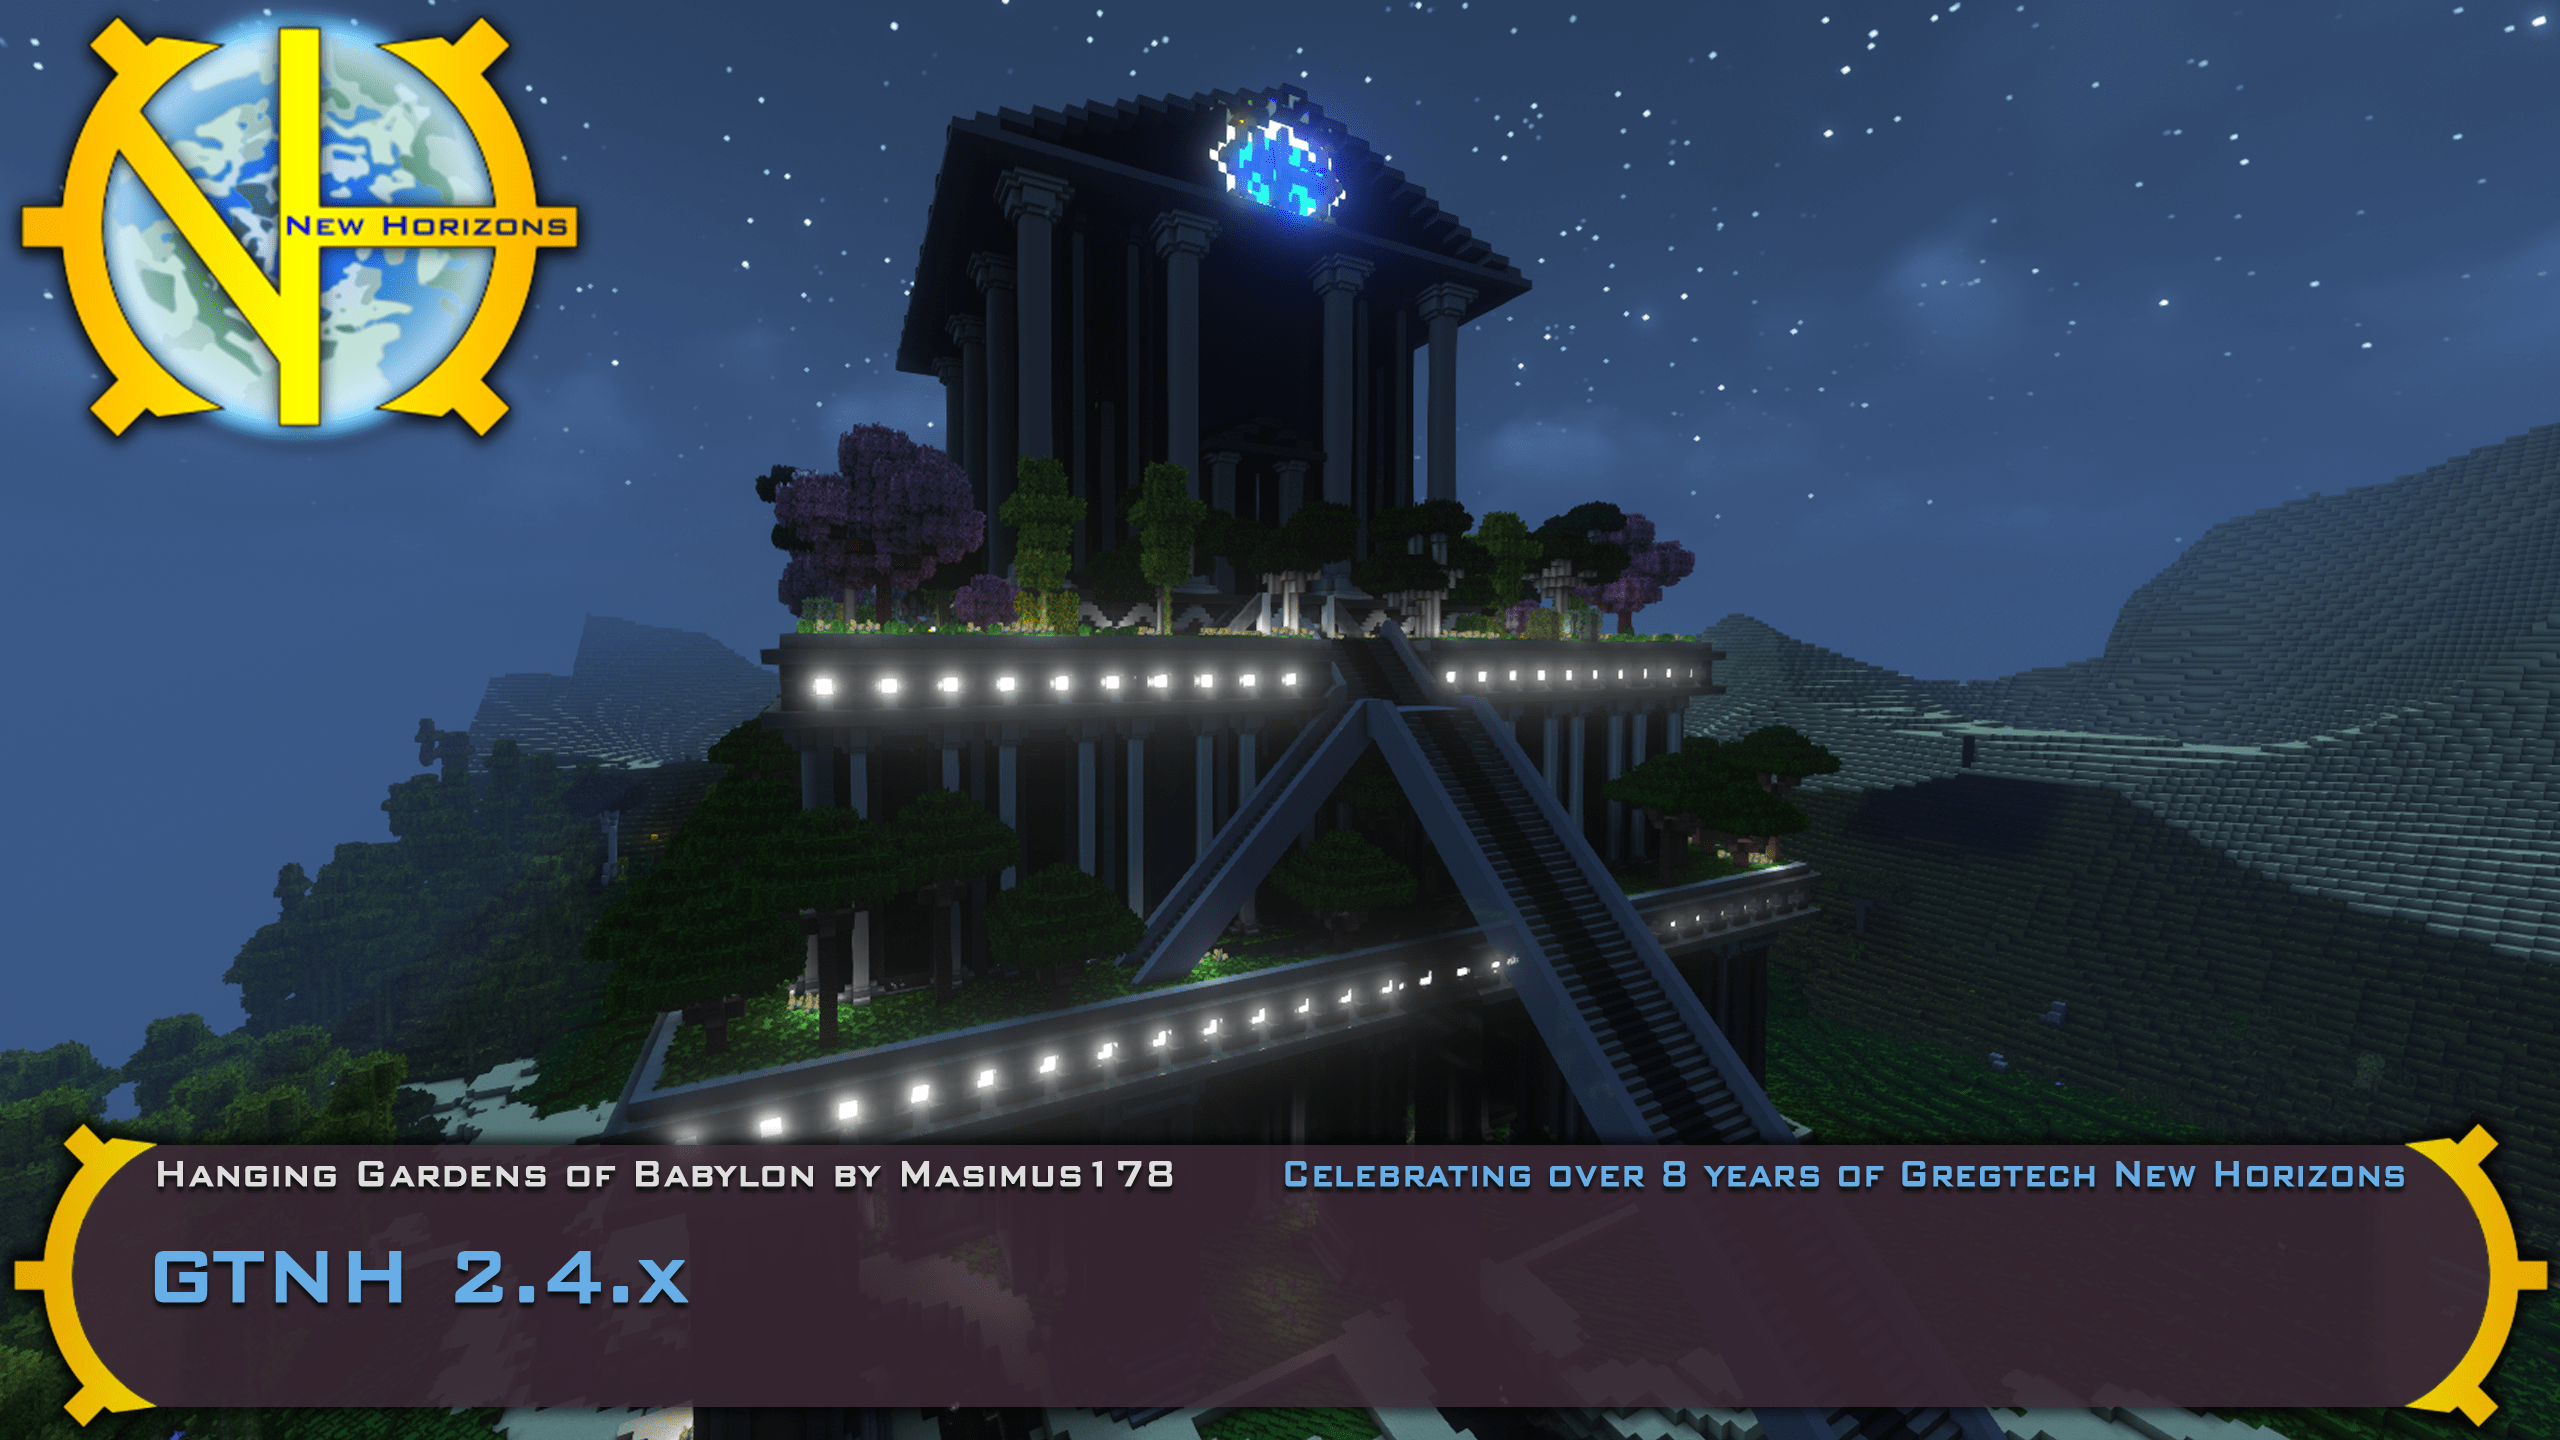 New Horizons
Hanging Gardens of Babylon by Masimus178
Celebrating over 8 years of Gregtech New Horizons
GTNH 2.4.x